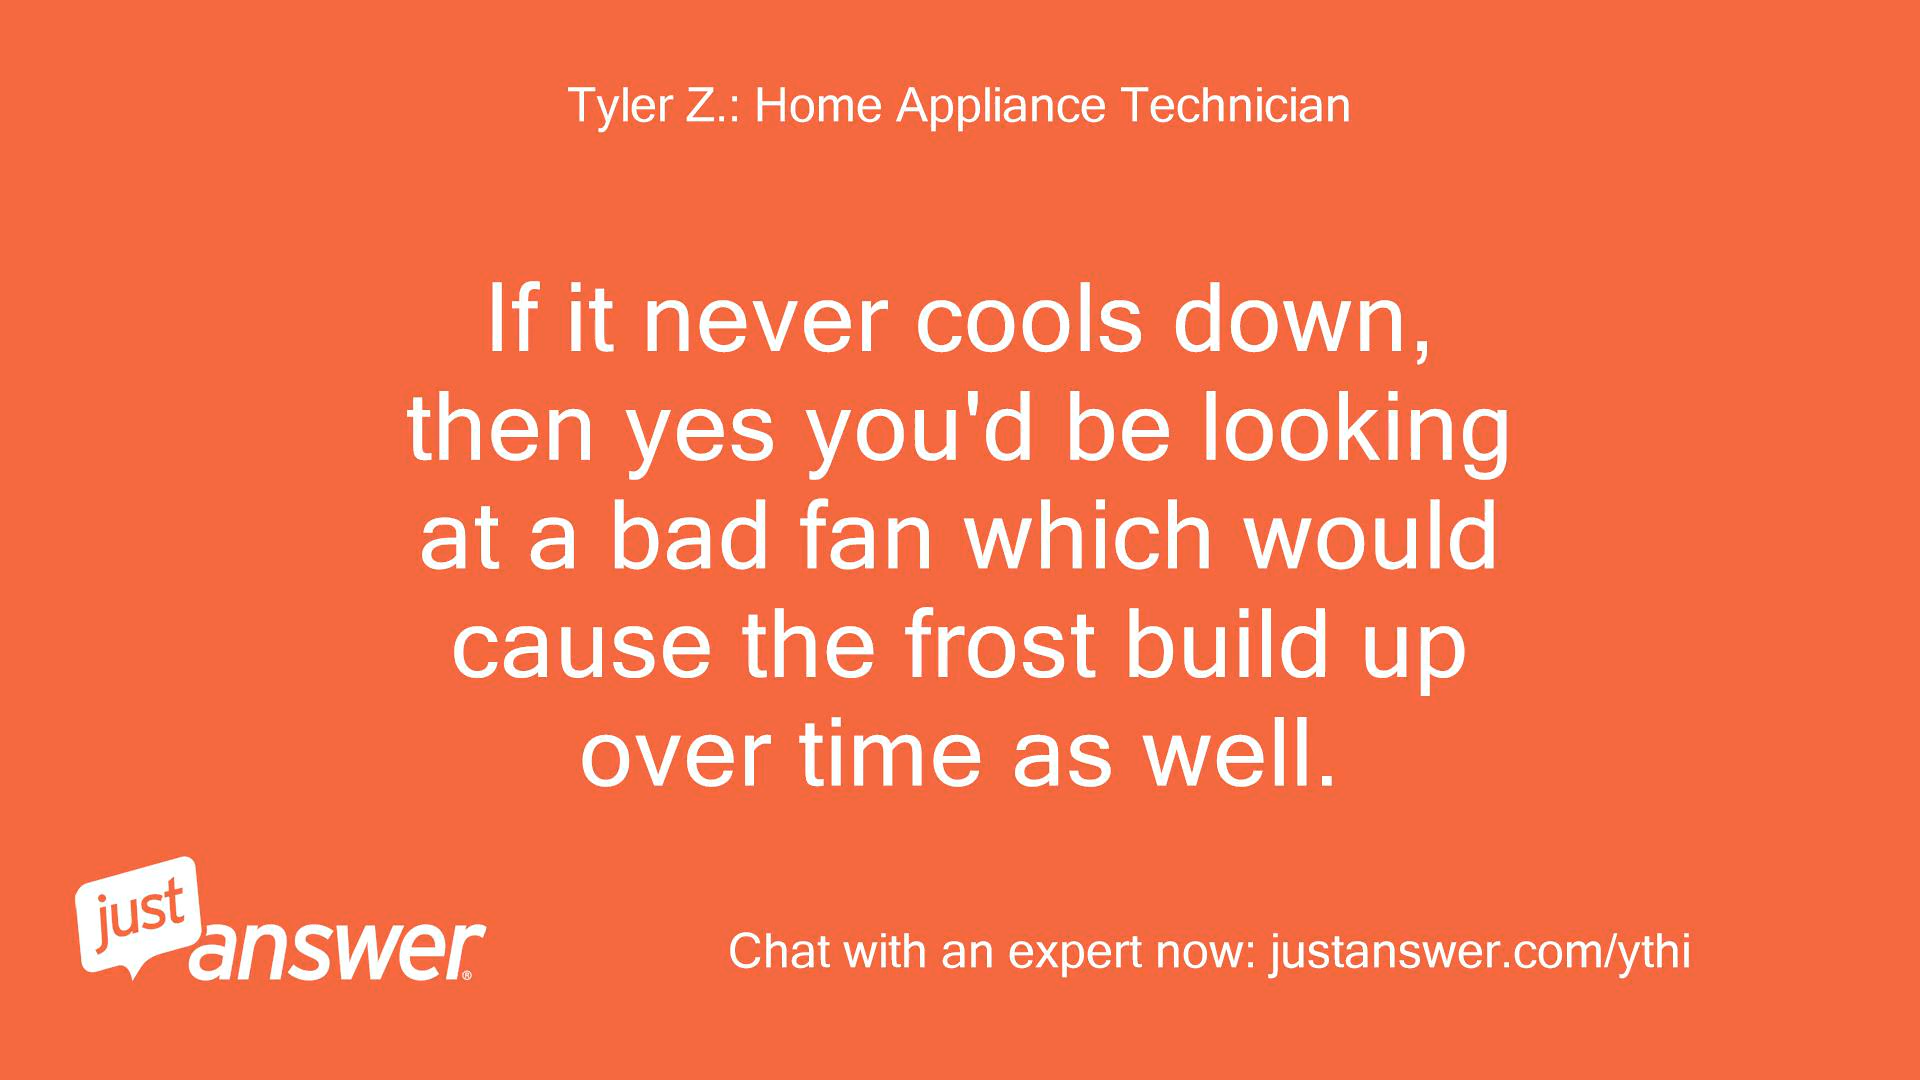 Tyler Z.: Home Appliance Technician
If it never cools down,
then yes you'd be looking
at a bad fan which would
cause the frost build up
over time as well.
just
answer®
Chat with an expert now: justanswer.com/ythi